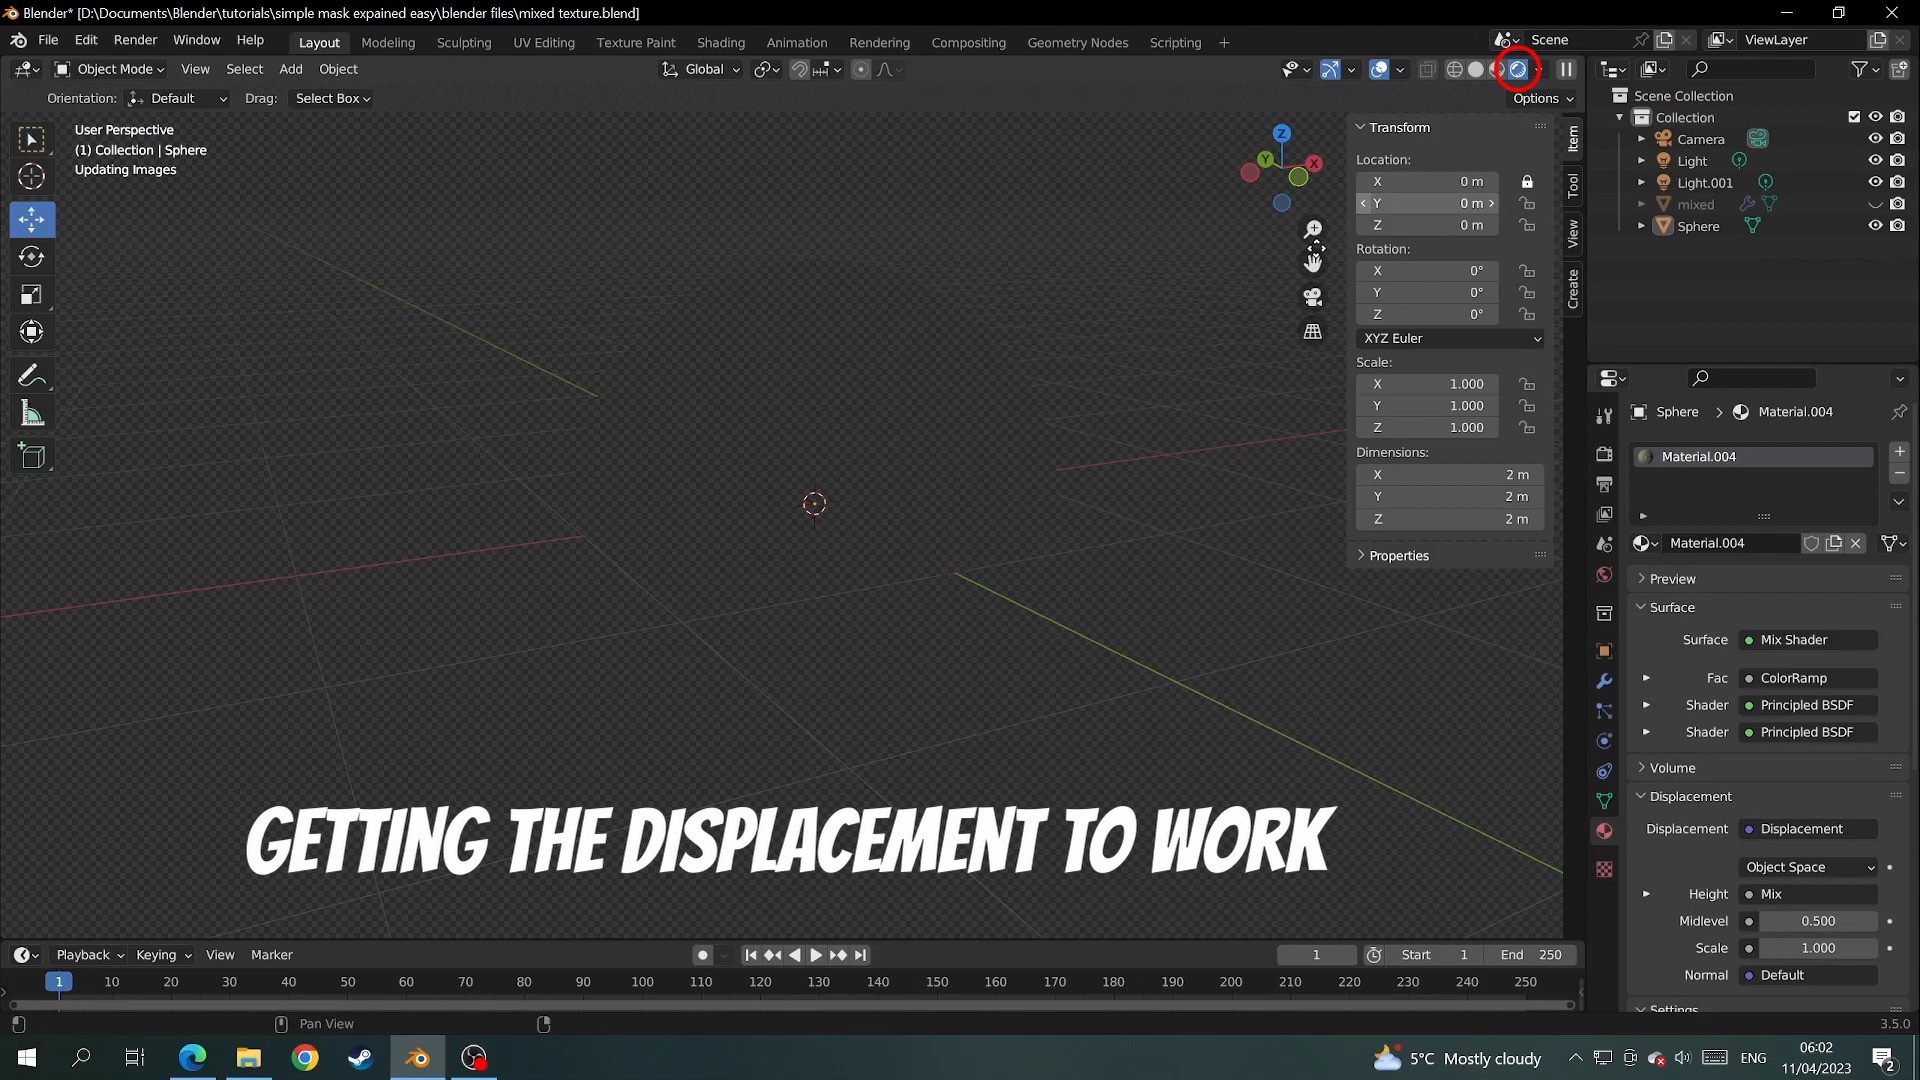 Blender* [D:\Documents\Blender\tutorials\simple mask expained easy\blender files\mixed texture.blend]
File Edit Render Window Help Layout Modeling Sculpting UV Editing Texture Paint Shading Animation Rendering Compositing Geometry Nodes Scripting + Scene ViewLayer
Object Mode View Select Add Object Global
Orientation: Default Drag: Select Box Options
User Perspective
(1) Collection | Sphere
Updating Images
Z
Y
X
Transform
Location:
X 0 m
Y 0 m
Z 0 m
Rotation:
X 0°
Y 0°
Z 0°
XYZ Euler
Scale:
X 1.000
Y 1.000
Z 1.000
Dimensions:
X 2 m
Y 2 m
Z 2 m
Properties
Item
Tool
View
Create
Scene Collection
Collection
Camera
Light
Light.001
mixed
Sphere
Sphere > Material.004
Material.004
Material.004
Preview
Surface
Surface Mix Shader
Fac ColorRamp
Shader Principled BSDF
Shader Principled BSDF
Volume
Displacement
Displacement Displacement
Object Space
Height Mix
Midlevel 0.500
Scale 1.000
Normal Default
Settings
GETTING THE DISPLACEMENT TO WORK
Playback Keying View Marker 1 Start 1 End 250
1 10 20 30 40 50 60 70 80 90 100 110 120 130 140 150 160 170 180 190 200 210 220 230 240 250
Pan View 3.5.0
5°C Mostly cloudy ENG 06:02
11/04/2023 2